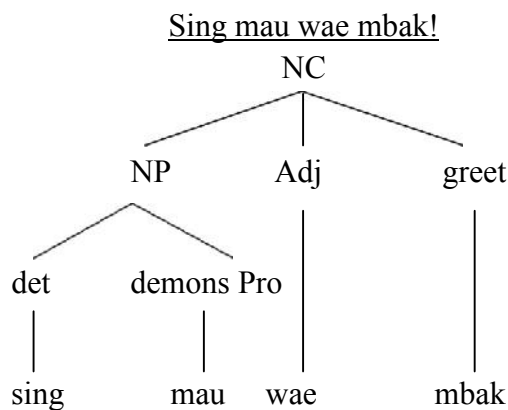 Sing mau wae mbak!
NC
NP Adj greet
det demons Pro
sing mau wae mbak